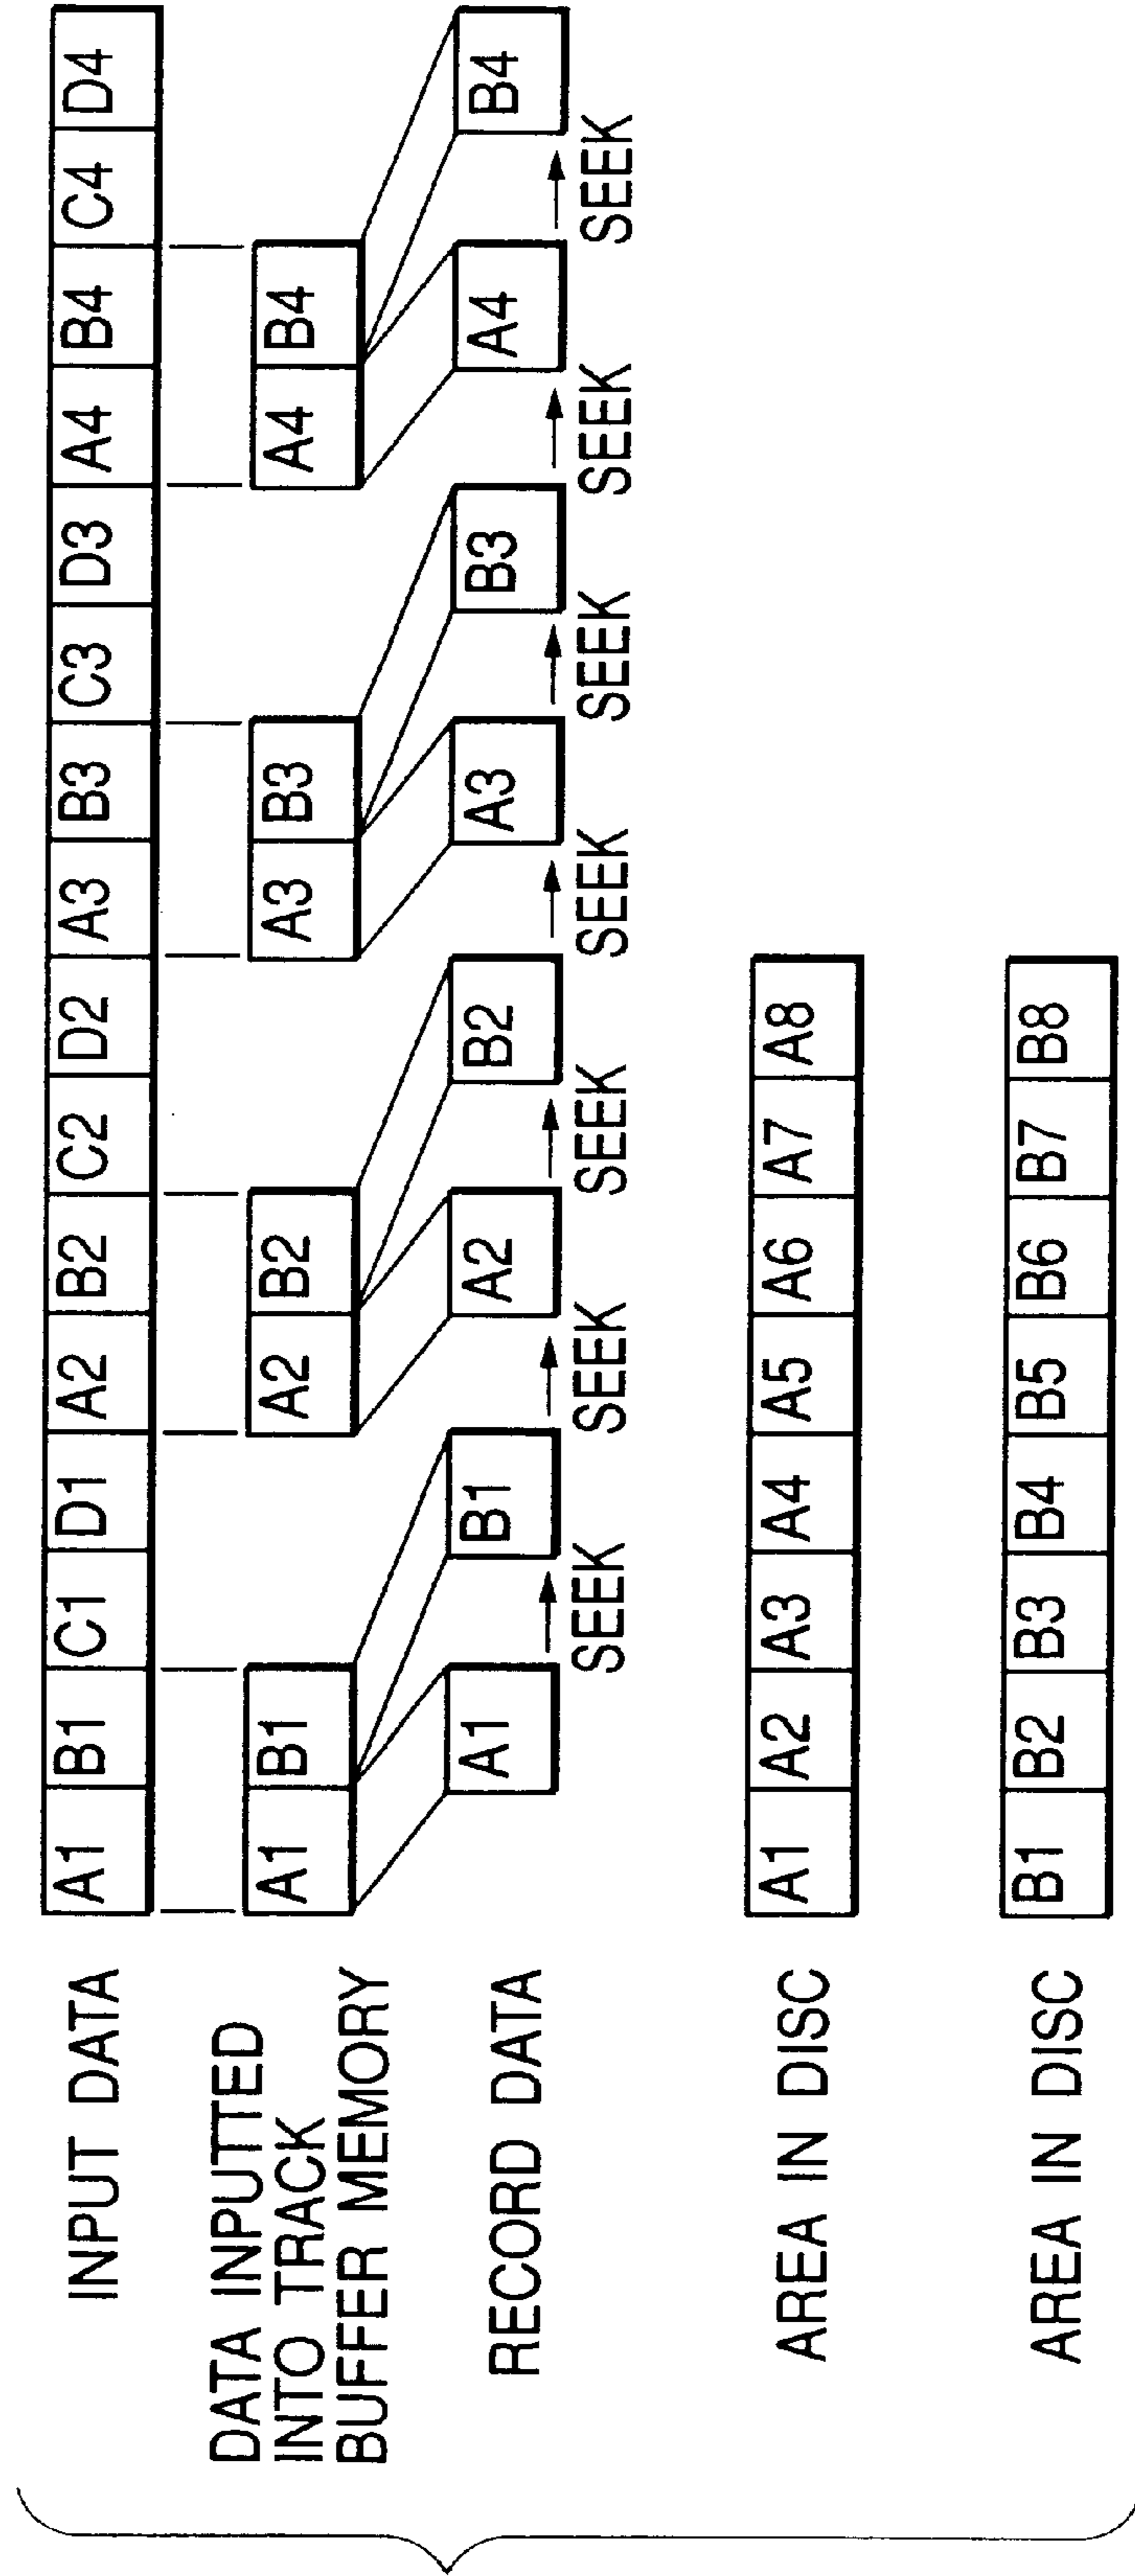 INPUT DATA
A1 B1 C1 D1 A2 B2 C2 D2 A3 B3 C3 D3 A4 B4 C4 D4
DATA INPUTTED
INTO TRACK
BUFFER MEMORY
A1 B1 A2 B2 A3 B3 A4 B4
RECORD DATA
A1 B1 A2 B2 A3 B3 A4 B4
SEEK SEEK SEEK SEEK SEEK SEEK SEEK
AREA IN DISC
A1 A2 A3 A4 A5 A6 A7 A8
AREA IN DISC
B1 B2 B3 B4 B5 B6 B7 B8